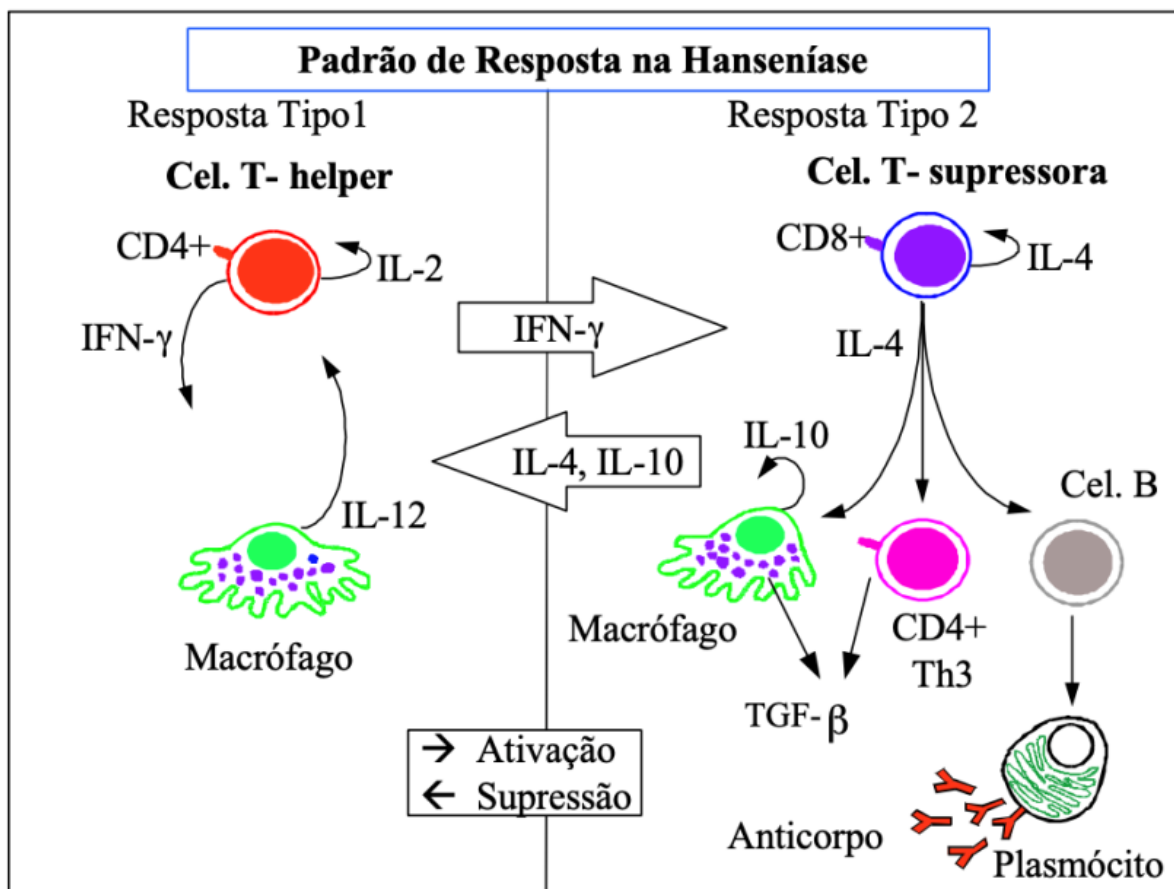 Padrão de Resposta na Hanseníase
Resposta Tipo1
Cel. T- helper
CD4+
IL-2
IFN-γ
IL-12
Macrófago
IFN-γ
IL-4, IL-10
Resposta Tipo 2
Cel. T- supressora
CD8+
IL-4
IL-4
IL-10
Cel. B
Macrófago
CD4+
Th3
TGF-β
Anticorpo
Plasmócito
→ Ativação
← Supressão